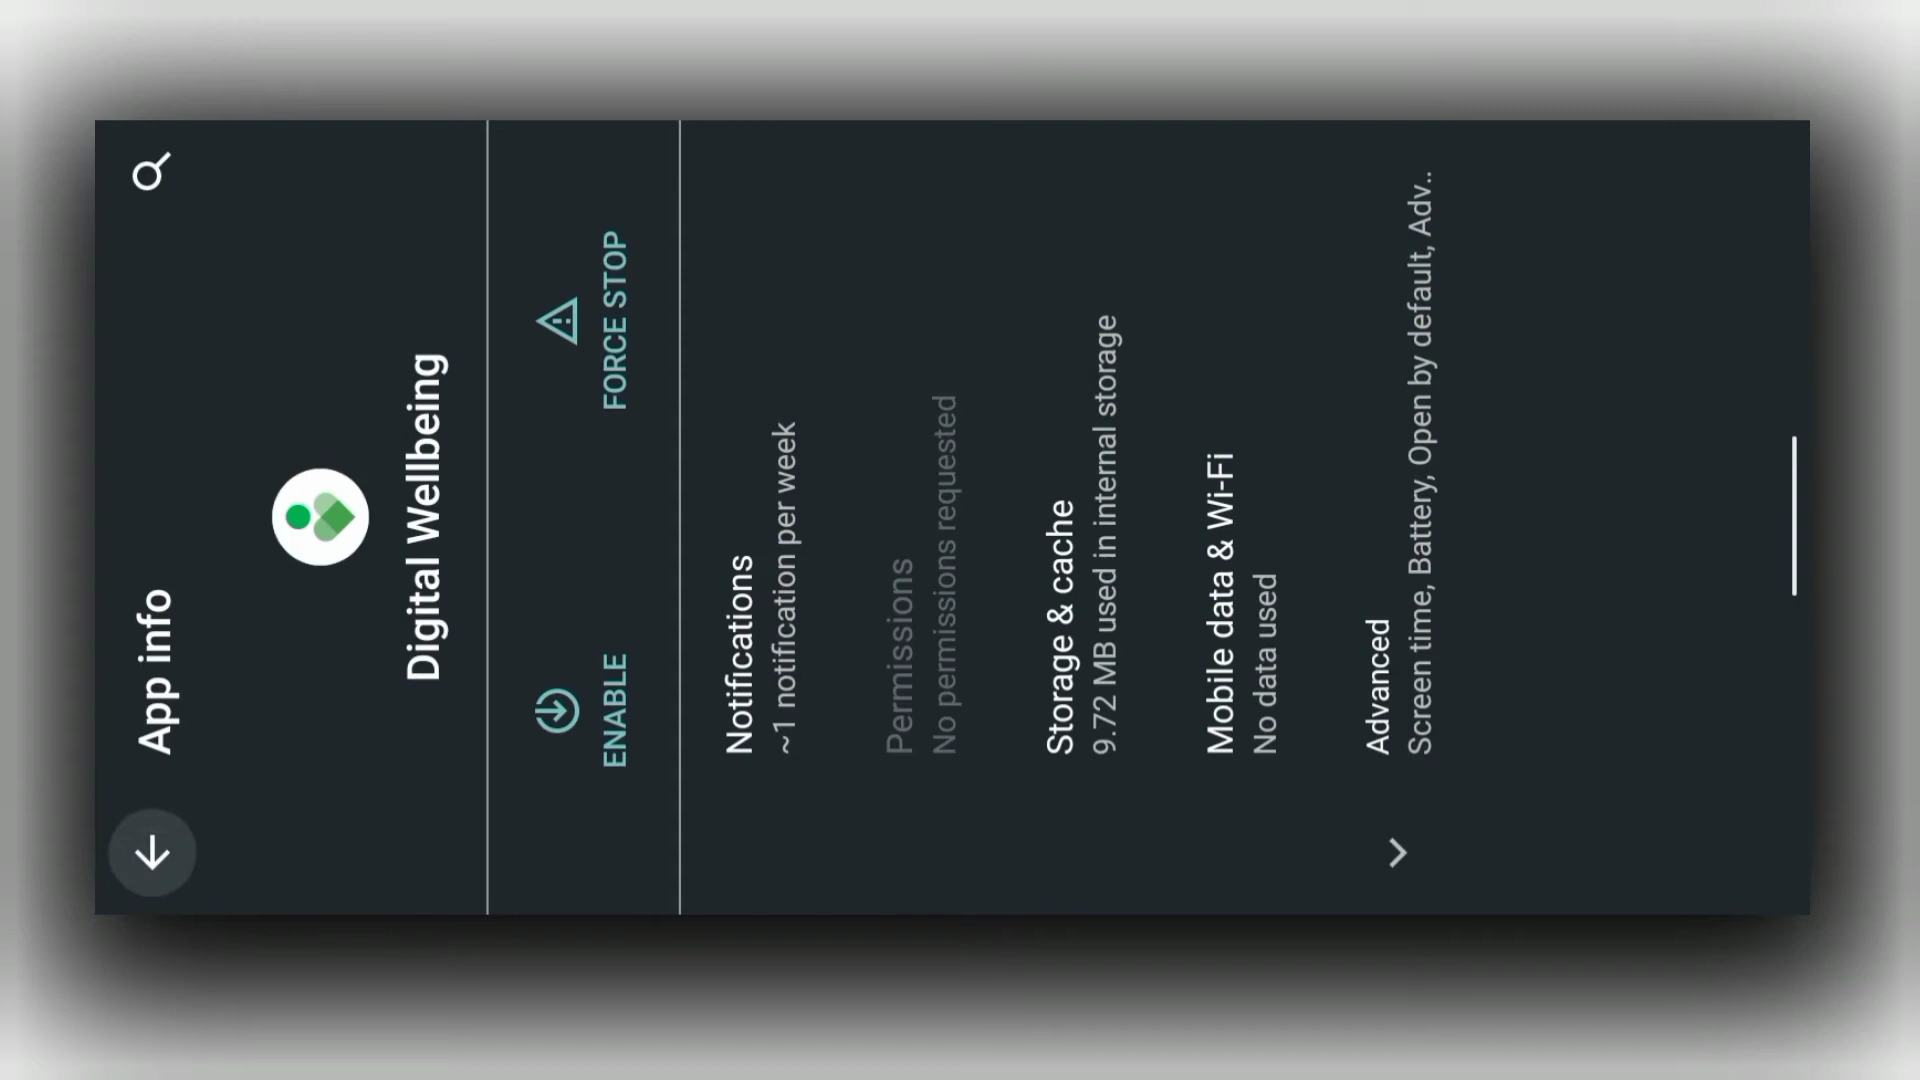 App info
Digital Wellbeing
ENABLE
FORCE STOP
Notifications
~1 notification per week
Permissions
No permissions requested
Storage & cache
9.72 MB used in internal storage
Mobile data & Wi-Fi
No data used
Advanced
Screen time, Battery, Open by default, Adv..